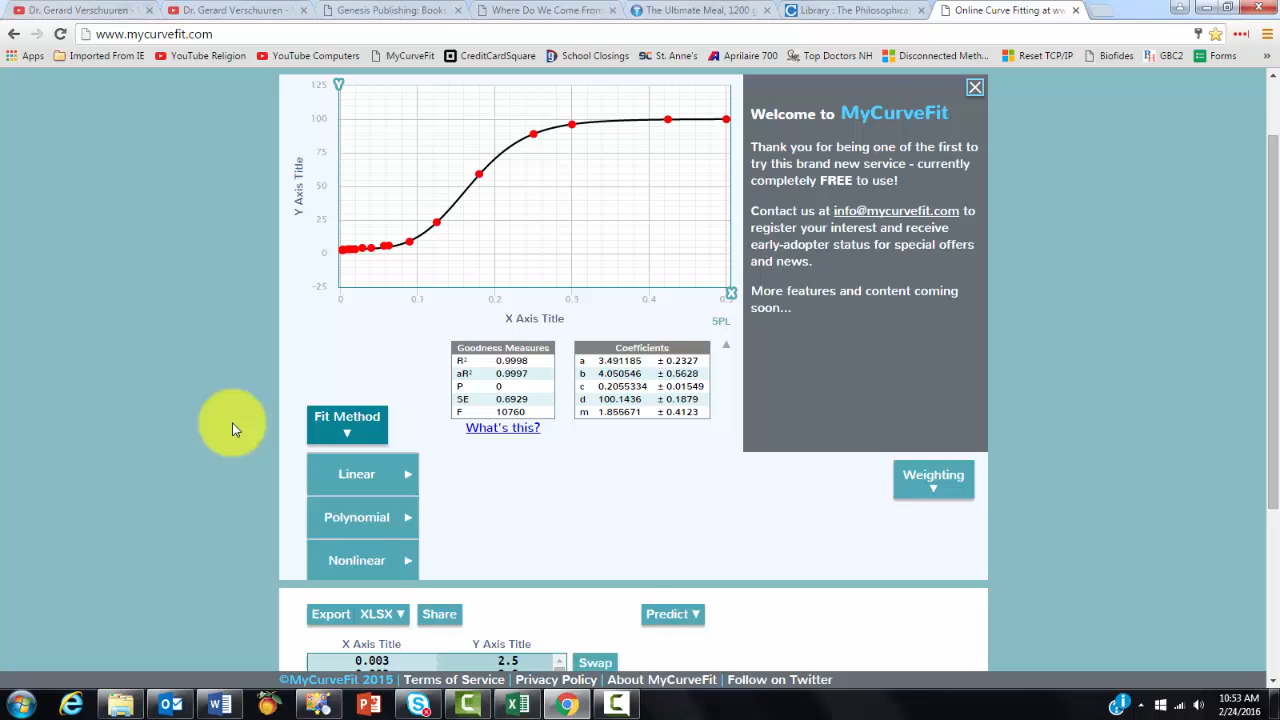 Dr. Gerard Verschuuren -
Dr. Gerard Verschuuren -
Genesis Publishing: Books
Where Do We Come From
The Ultimate Meal, 1200 g
Library : The Philosophica
Online Curve Fitting at ww
www.mycurvefit.com
Apps
Imported From IE
YouTube Religion
YouTube Computers
MyCurveFit
CreditCardSquare
School Closings
St. Anne's
Aprilaire 700
Top Doctors NH
Disconnected Meth...
Reset TCP/IP
Biofides
GBC2
Forms
Y
125
100
75
50
25
0
-25
Y Axis Title
0
0.1
0.2
0.3
0.4
X
X Axis Title
5PL
Welcome to MyCurveFit
Thank you for being one of the first to
try this brand new service - currently
completely FREE to use!
Contact us at info@mycurvefit.com to
register your interest and receive
early-adopter status for special offers
and news.
More features and content coming
soon...
Goodness Measures
R² 0.9998
aR² 0.9997
P 0
SE 0.6929
F 10760
What's this?
Coefficients
a 3.491185 ± 0.2327
b 4.050546 ± 0.5628
c 0.2055334 ± 0.01549
d 100.1436 ± 0.1879
m 1.855671 ± 0.4123
Fit Method
Linear
Polynomial
Nonlinear
Weighting
Export XLSX
Share
Predict
X Axis Title Y Axis Title
0.003 2.5
Swap
©MyCurveFit 2015 | Terms of Service | Privacy Policy | About MyCurveFit | Follow on Twitter
10:53 AM
2/24/2016